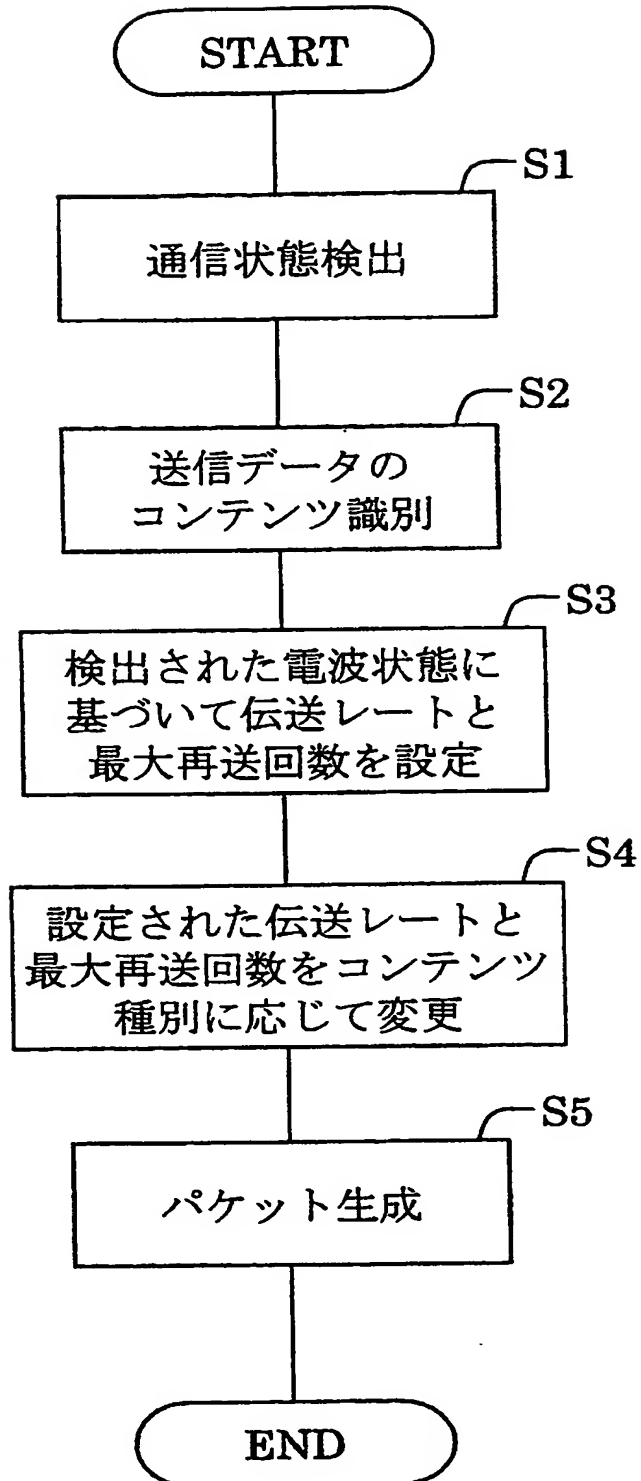 START
S1
通信状態検出
S2
送信データの
コンテンツ識別
S3
検出された電波状態に
基づいて伝送レートと
最大再送回数を設定
S4
設定された伝送レートと
最大再送回数をコンテンツ
種別に応じて変更
S5
パケット生成
END